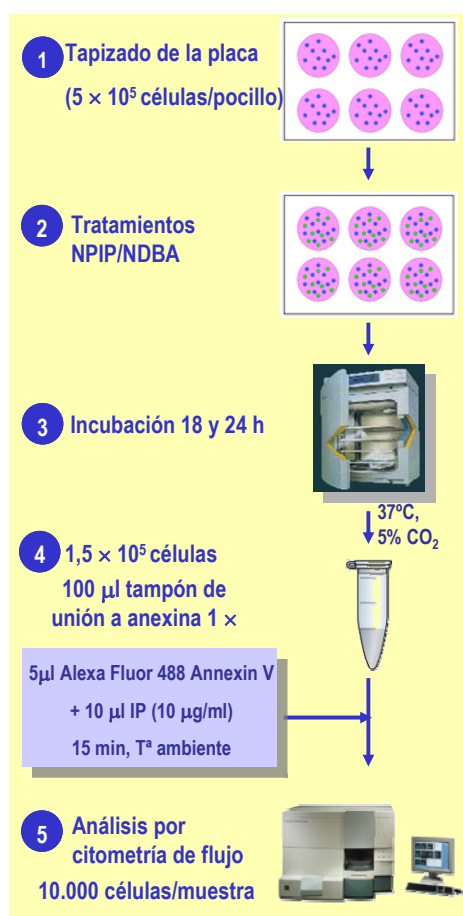 1 Tapizado de la placa
(5 × 10⁵ células/pocillo)
2 Tratamientos
NPIP/NDBA
3 Incubación 18 y 24 h
37ºC,
5% CO₂
4 1,5 × 10⁵ células
100 µl tampón de
unión a anexina 1 ×
5µl Alexa Fluor 488 Annexin V
+ 10 µl IP (10 µg/ml)
15 min, Tª ambiente
5 Análisis por
citometría de flujo
10.000 células/muestra